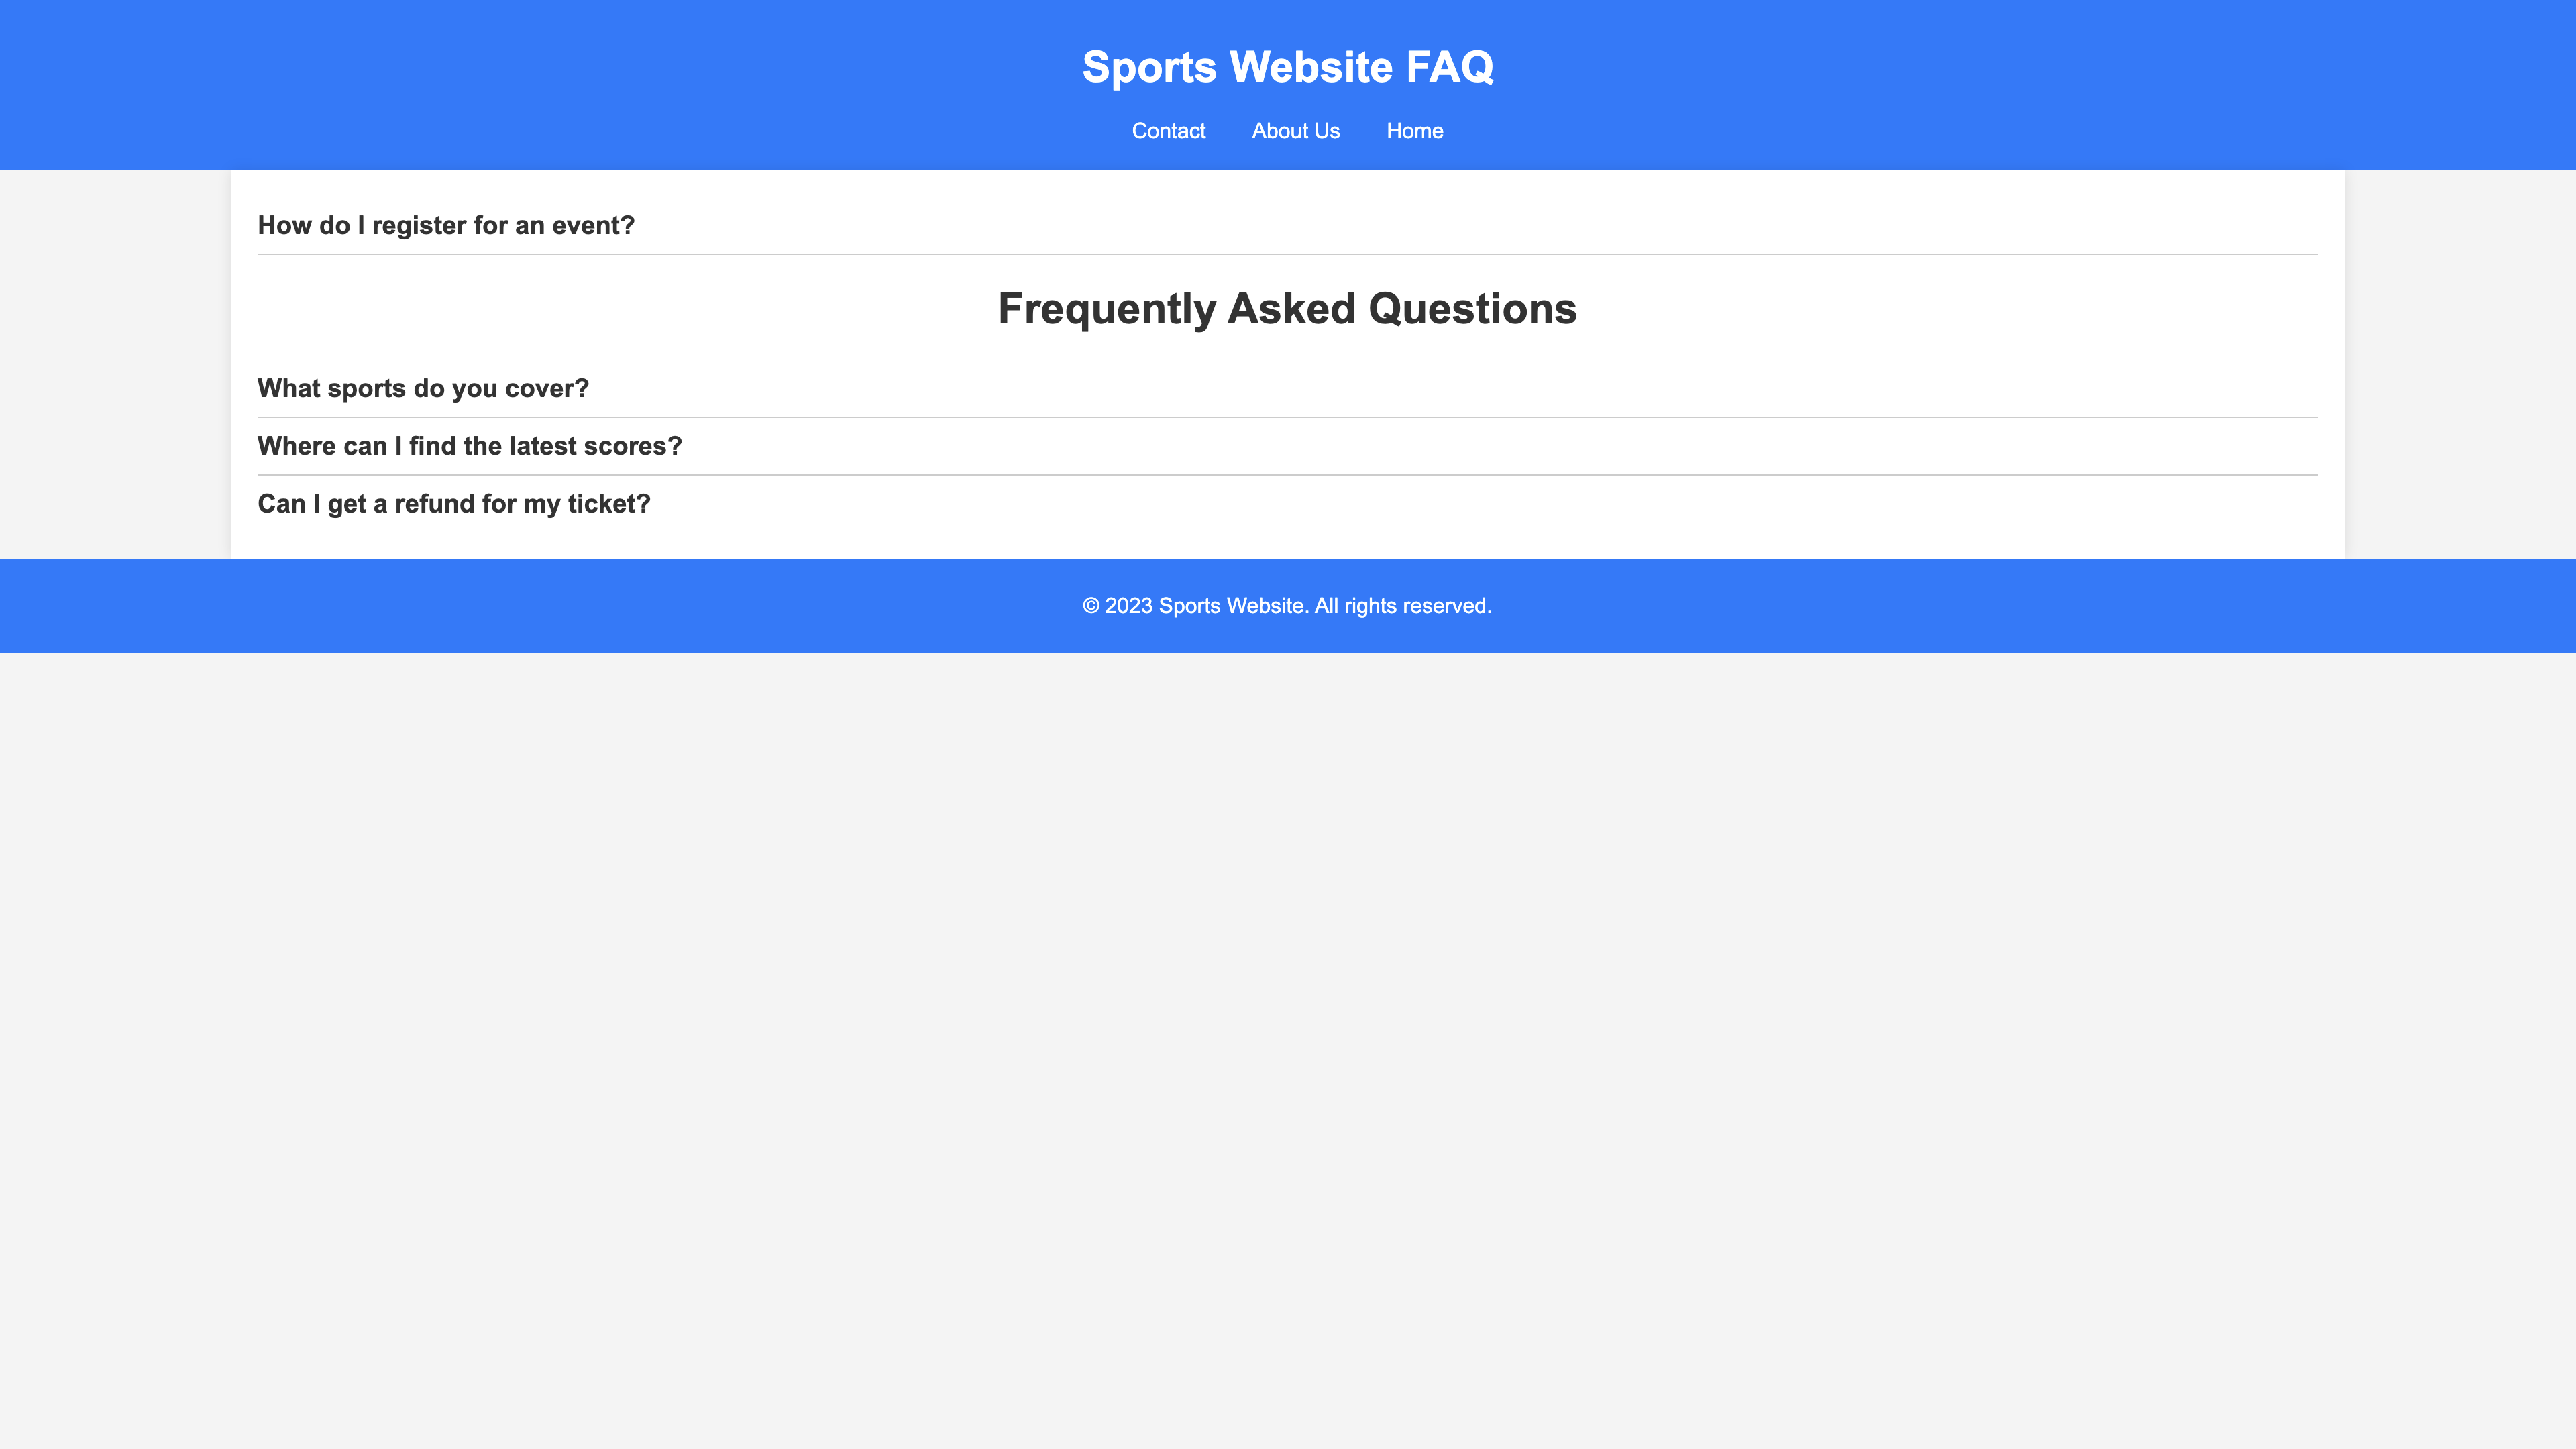 Sports Website FAQ
Contact About Us Home
How do I register for an event?
Frequently Asked Questions
What sports do you cover?
Where can I find the latest scores?
Can I get a refund for my ticket?
© 2023 Sports Website. All rights reserved.